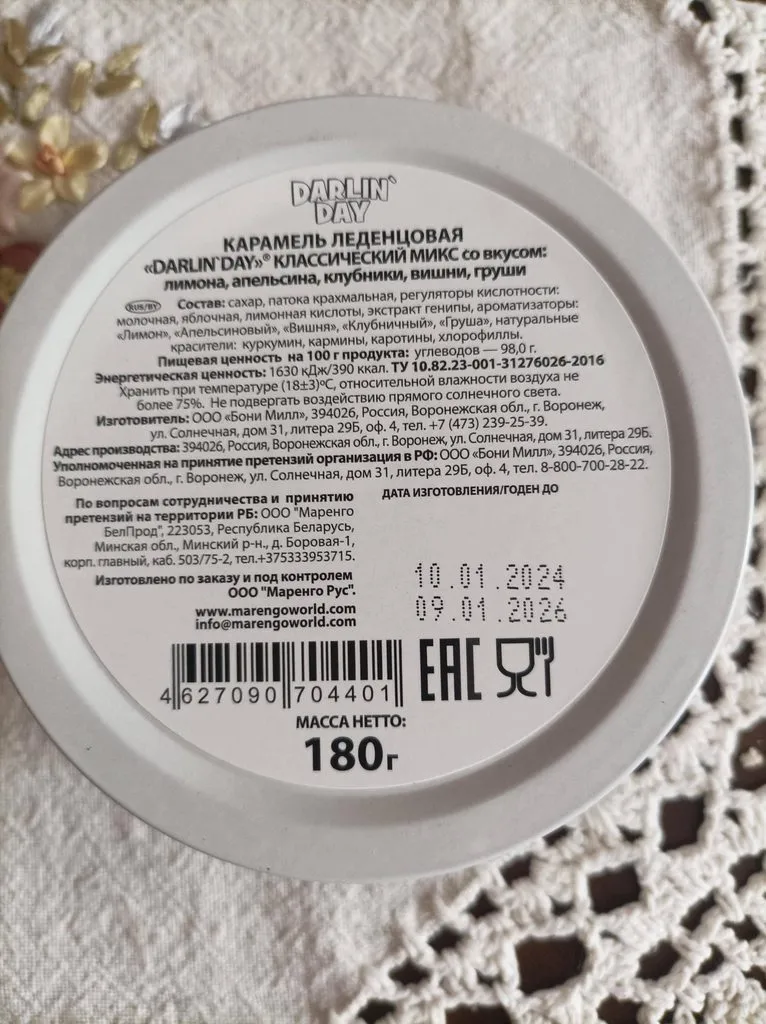 DARLIN`
DAY
КАРАМЕЛЬ ЛЕДЕНЦОВАЯ
«DARLIN`DAY»® КЛАССИЧЕСКИЙ МИКС со вкусом:
лимона, апельсина, клубники, вишни, груши
RUS/BY Состав: сахар, патока крахмальная, регуляторы кислотности:
молочная, яблочная, лимонная кислоты, экстракт генипы, ароматизаторы:
«Лимон», «Апельсиновый», «Вишня», «Клубничный», «Груша», натуральные
красители: куркумин, кармины, каротины, хлорофиллы.
Пищевая ценность на 100 г продукта: углеводов — 98,0 г.
Энергетическая ценность: 1630 кДж/390 ккал. ТУ 10.82.23-001-31276026-2016
Хранить при температуре (18±3)ºС, относительной влажности воздуха не
более 75%. Не подвергать воздействию прямого солнечного света.
Изготовитель: ООО «Бони Милл», 394026, Россия, Воронежская обл., г. Воронеж,
ул. Солнечная, дом 31, литера 29Б, оф. 4, тел. +7 (473) 239-25-39.
Адрес производства: 394026, Россия, Воронежская обл., г. Воронеж, ул. Солнечная, дом 31, литера 29Б.
Уполномоченная на принятие претензий организация в РФ: ООО «Бони Милл», 394026, Россия,
Воронежская обл., г. Воронеж, ул. Солнечная, дом 31, литера 29Б, оф. 4, тел. 8-800-700-28-22.
По вопросам сотрудничества и принятию
претензий на территории РБ: ООО "Маренго
БелПрод", 223053, Республика Беларусь,
Минская обл., Минский р-н., д. Боровая-1,
корп. главный, каб. 503/75-2, тел.+375333953715.
Изготовлено по заказу и под контролем
ООО "Маренго Рус".
www.marengoworld.com
info@marengoworld.com
ДАТА ИЗГОТОВЛЕНИЯ/ГОДЕН ДО
10.01.2024
09.01.2026
4 627090 704401
EAC
МАССА НЕТТО:
180г